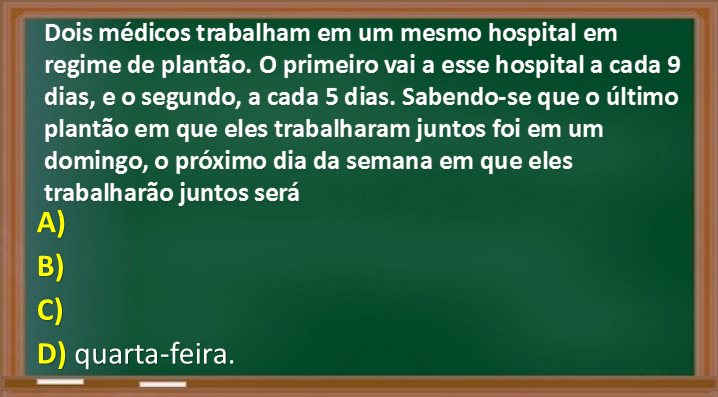 Dois médicos trabalham em um mesmo hospital em
regime de plantão. O primeiro vai a esse hospital a cada 9
dias, e o segundo, a cada 5 dias. Sabendo-se que o último
plantão em que eles trabalharam juntos foi em um
domingo, o próximo dia da semana em que eles
trabalharão juntos será
A)
B)
C)
D) quarta-feira.